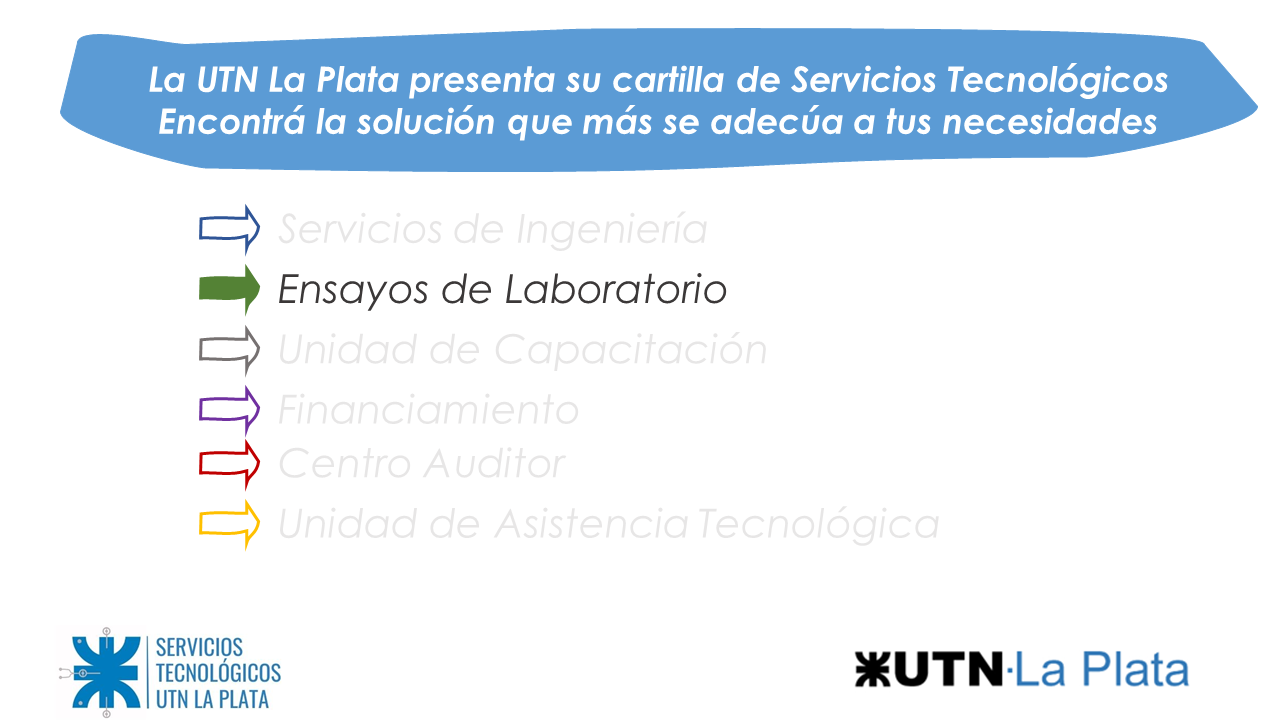 La UTN La Plata presenta su cartilla de Servicios Tecnológicos
Encontrá la solución que más se adecúa a tus necesidades
Servicios de Ingeniería
Ensayos de Laboratorio
Unidad de Capacitación
Financiamiento
Centro Auditor
Unidad de Asistencia Tecnológica
SERVICIOS
TECNOLÓGICOS
UTN LA PLATA
UTN·La Plata